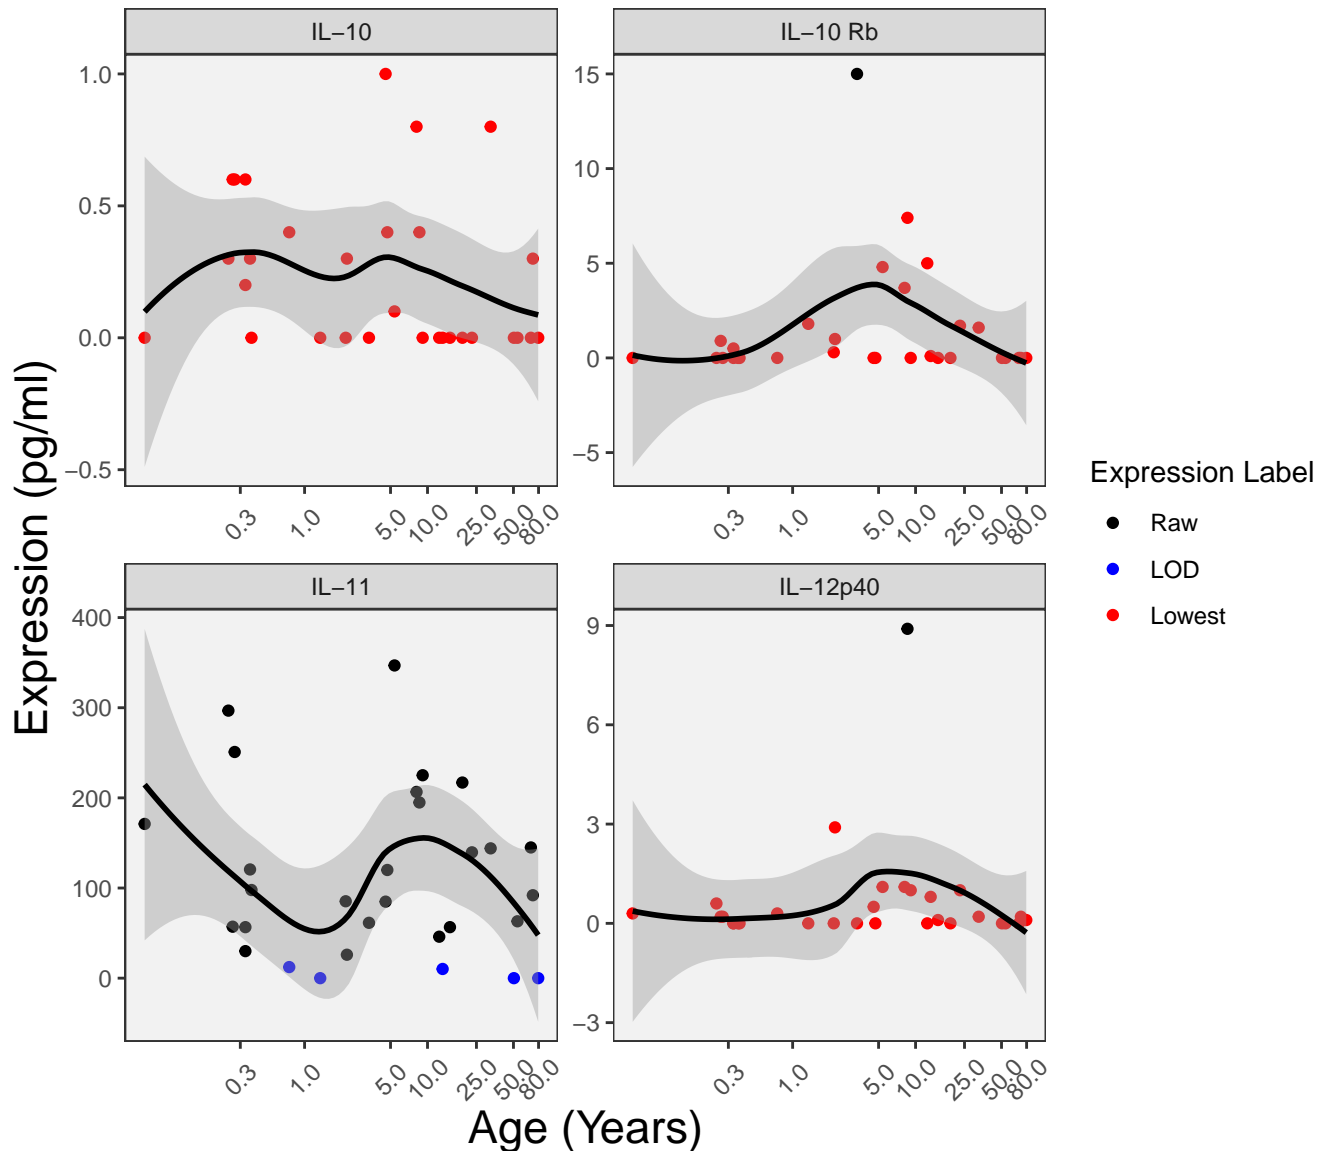 IL−10
IL−10 Rb
1.0
0.5
0.0
−0.5
15
10
5
0
−5
0.3 1.0 5.0 10.0 25.0 50.0 80.0
0.3 1.0 5.0 10.0 25.0 50.0 80.0
Expression (pg/ml)
Expression Label
Raw
LOD
Lowest
IL−11
IL−12p40
400
300
200
100
0
9
6
3
0
−3
0.3 1.0 5.0 10.0 25.0 50.0 80.0
0.3 1.0 5.0 10.0 25.0 50.0 80.0
Age (Years)